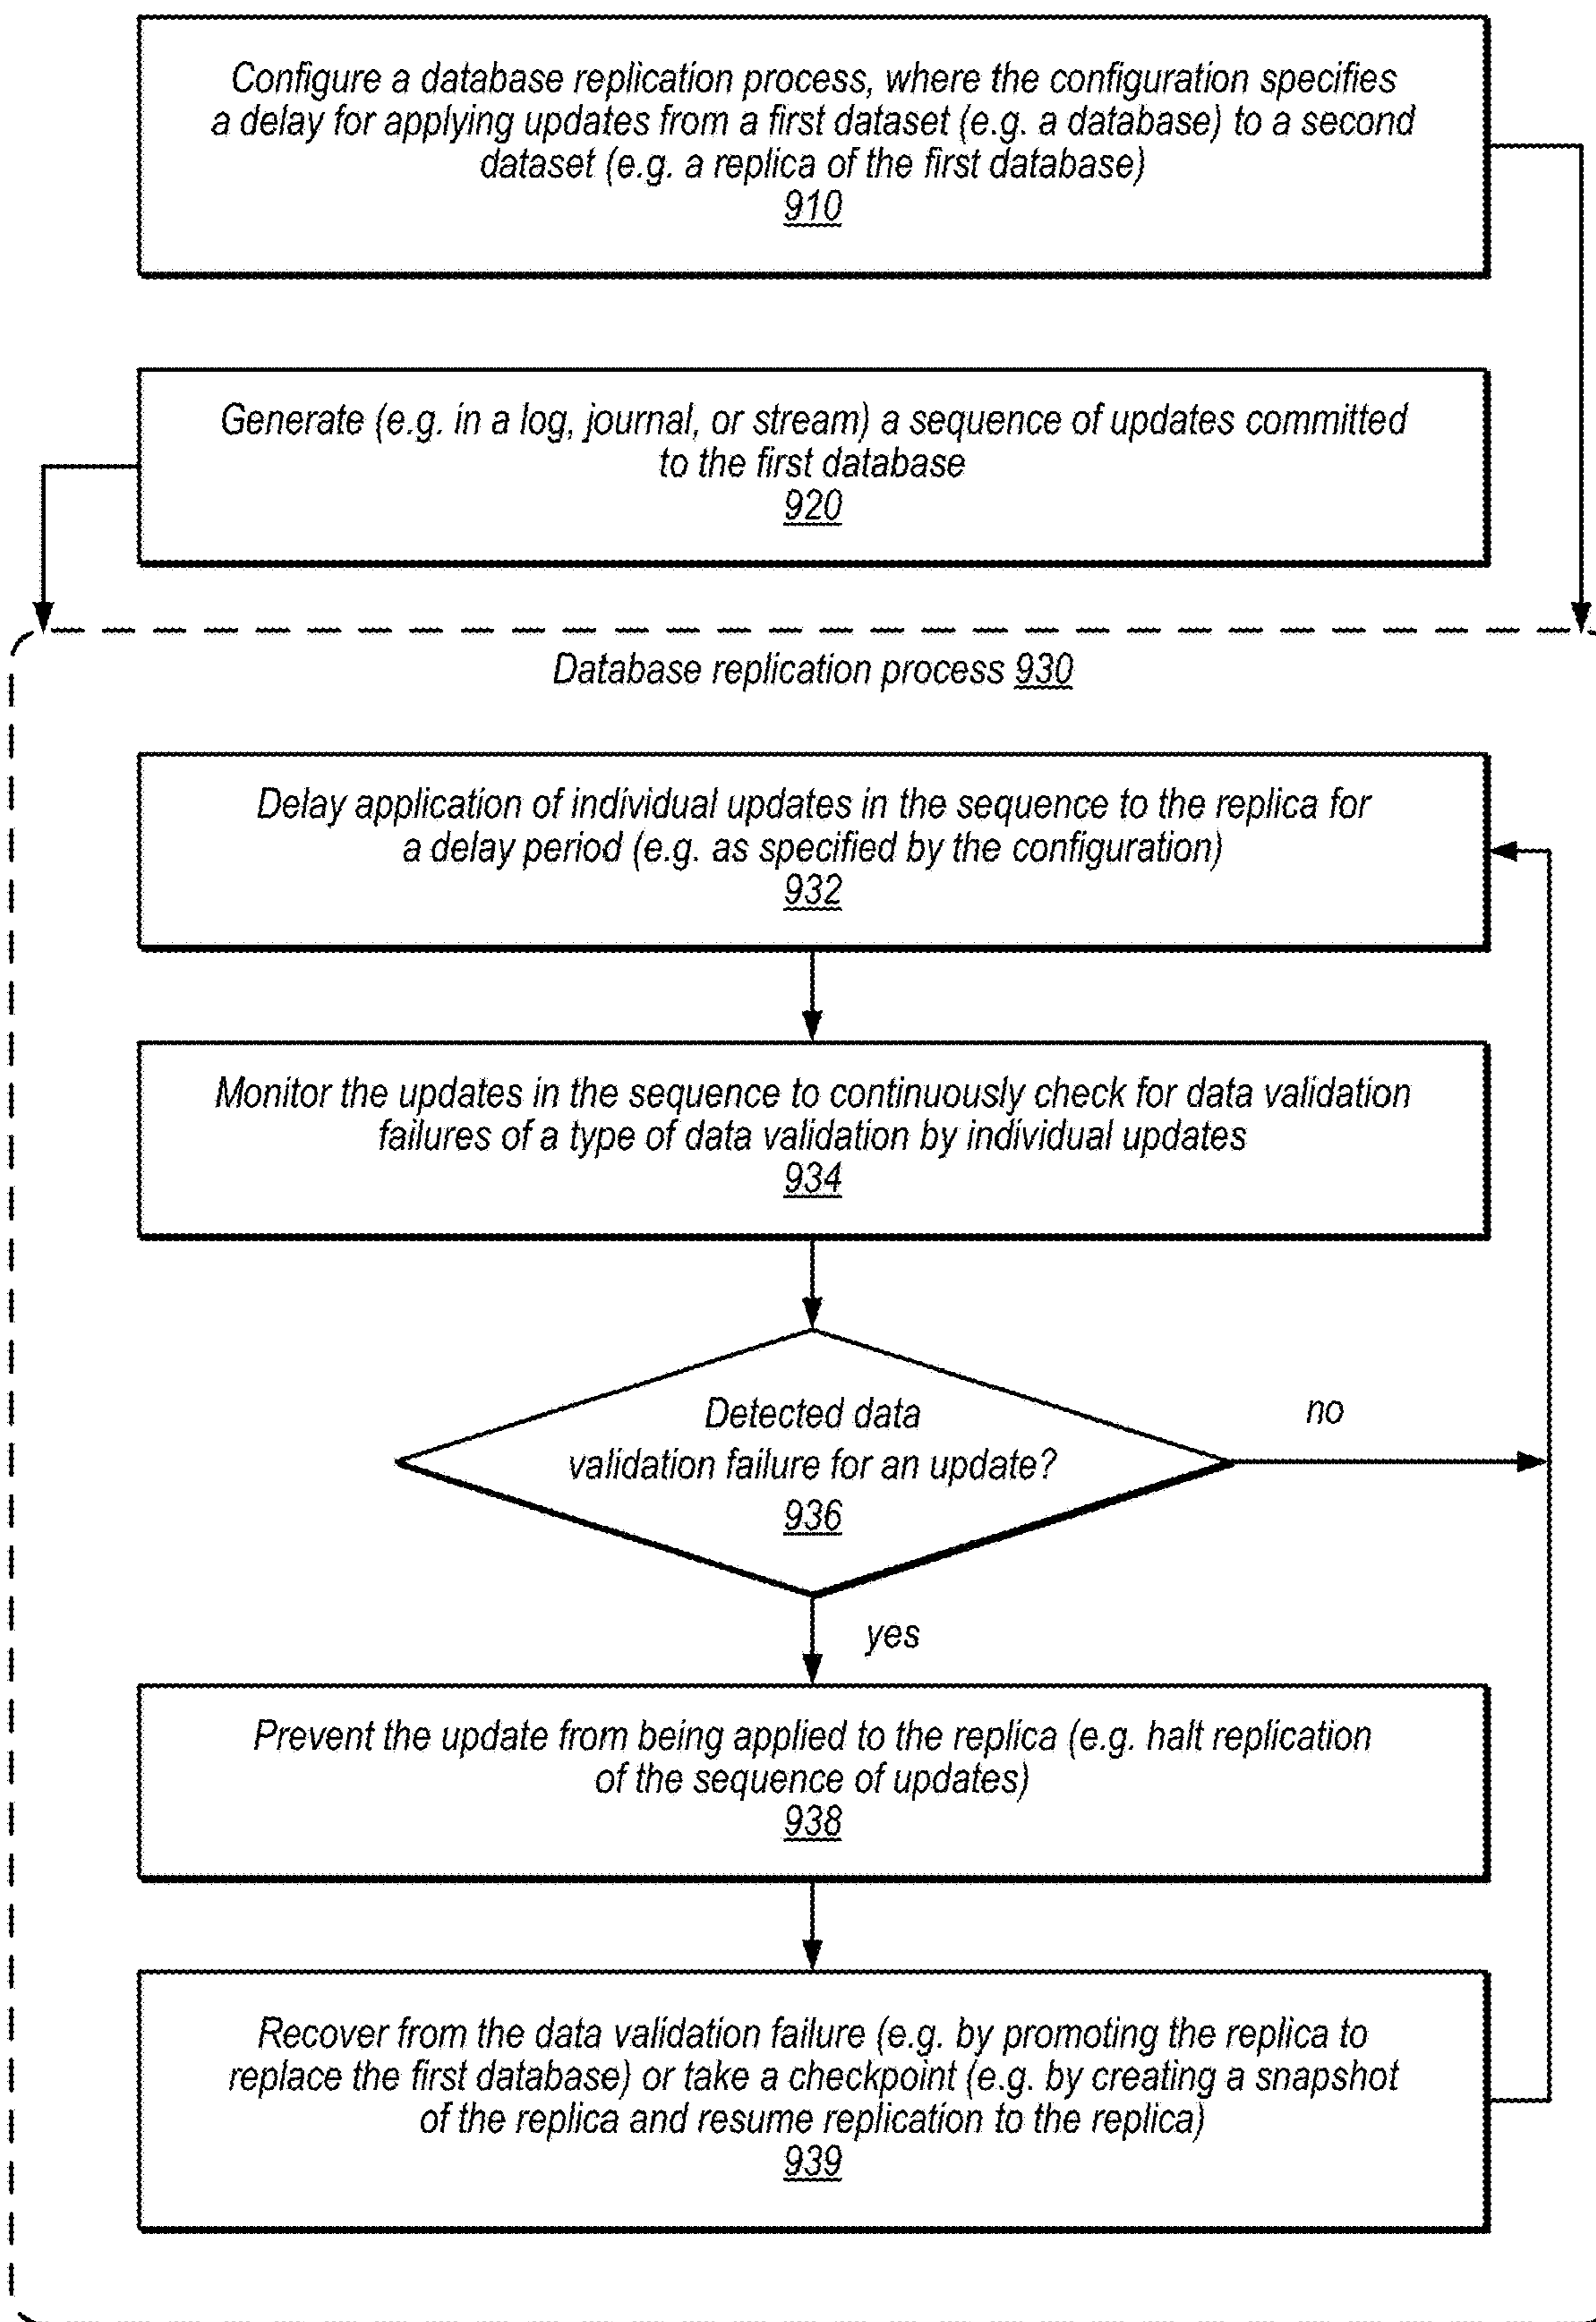 Configure a database replication process, where the configuration specifies
a delay for applying updates from a first dataset (e.g. a database) to a second
dataset (e.g. a replica of the first database)
910
Generate (e.g. in a log, journal, or stream) a sequence of updates committed
to the first database
920
Database replication process 930
Delay application of individual updates in the sequence to the replica for
a delay period (e.g. as specified by the configuration)
932
Monitor the updates in the sequence to continuously check for data validation
failures of a type of data validation by individual updates
934
Detected data
validation failure for an update?
936
no
yes
Prevent the update from being applied to the replica (e.g. halt replication
of the sequence of updates)
938
Recover from the data validation failure (e.g. by promoting the replica to
replace the first database) or take a checkpoint (e.g. by creating a snapshot
of the replica and resume replication to the replica)
939